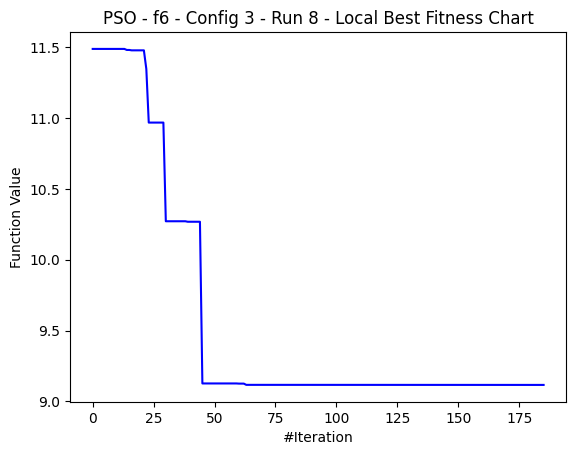 PSO - f6 - Config 3 - Run 8 - Local Best Fitness Chart
11.5
11.0
10.5
10.0
9.5
9.0
Function Value
0 25 50 75 100 125 150 175
#Iteration